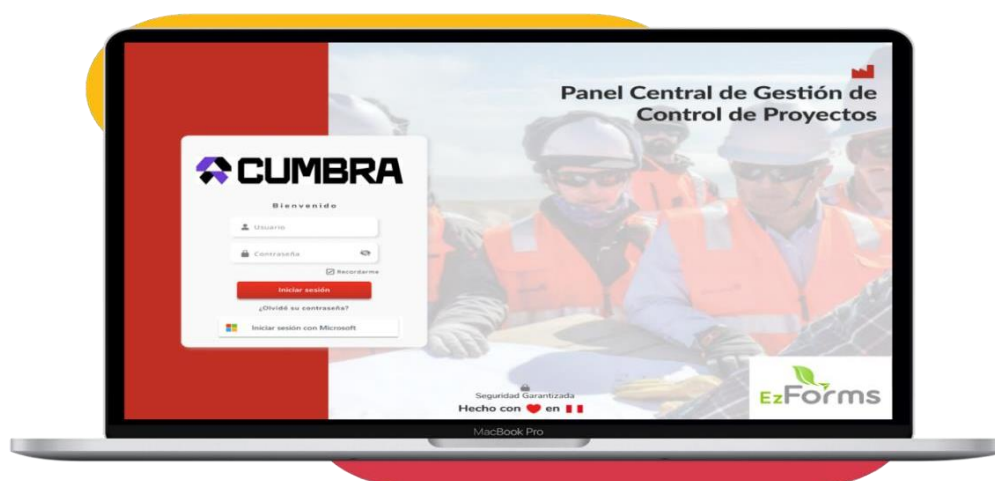 Panel Central de Gestión de
Control de Proyectos
CUMBRA
Bienvenido
Usuario
Contraseña
Recordarme
Iniciar sesión
¿Olvidé su contraseña?
Iniciar sesión con Microsoft
Seguridad Garantizada
Hecho con en
EzForms
MacBook Pro